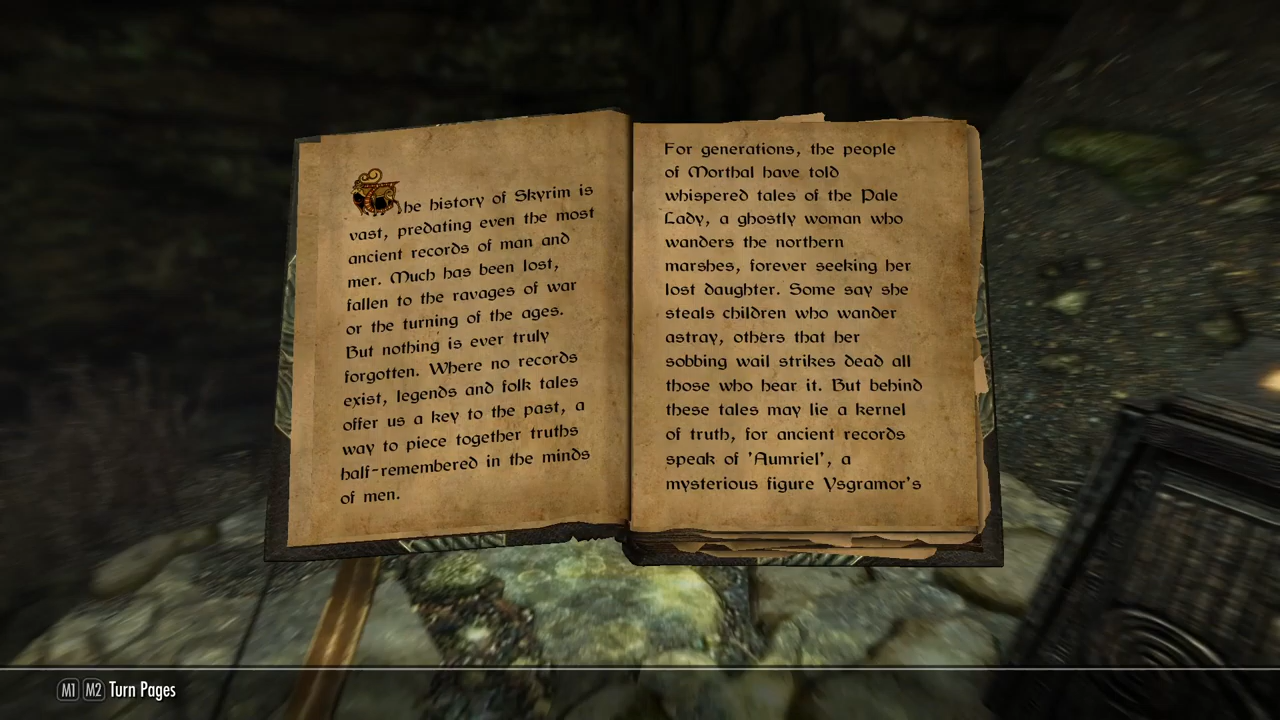 The history of Skyrim is
vast, predating even the most
ancient records of man and
mer. Much has been lost,
fallen to the ravages of war
or the turning of the ages.
But nothing is ever truly
forgotten. Where no records
exist, legends and folk tales
offer us a key to the past, a
way to piece together truths
half-remembered in the minds
of men.
For generations, the people
of Morthal have told
whispered tales of the Pale
Lady, a ghostly woman who
wanders the northern
marshes, forever seeking her
lost daughter. Some say she
steals children who wander
astray, others that her
sobbing wail strikes dead all
those who hear it. But behind
these tales may lie a kernel
of truth, for ancient records
speak of 'Aumriel', a
mysterious figure Ysgramor's
M1 M2 Turn Pages